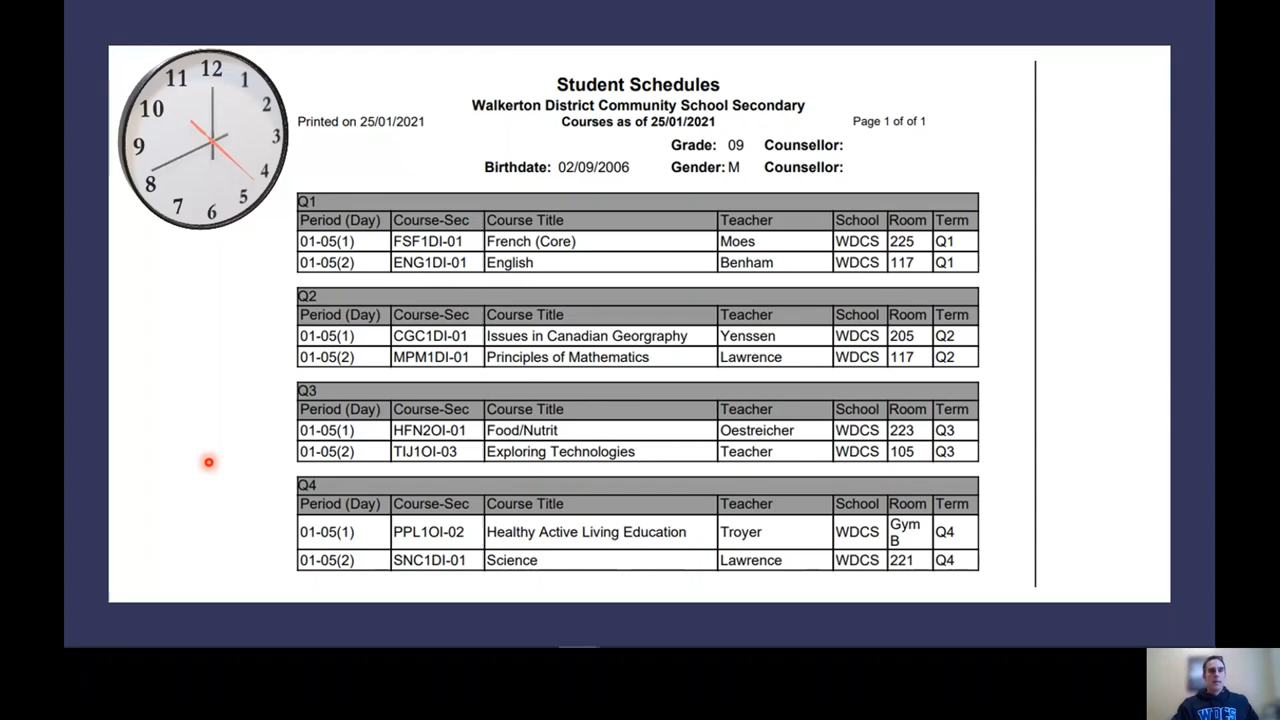 12
11 1
10 2
9 3
8 4
7 5
6
Student Schedules
Walkerton District Community School Secondary
Printed on 25/01/2021 Courses as of 25/01/2021 Page 1 of of 1
Grade: 09 Counsellor:
Birthdate: 02/09/2006 Gender: M Counsellor:
Q1
Period (Day) Course-Sec Course Title Teacher School Room Term
01-05(1) FSF1DI-01 French (Core) Moes WDCS 225 Q1
01-05(2) ENG1DI-01 English Benham WDCS 117 Q1
Q2
Period (Day) Course-Sec Course Title Teacher School Room Term
01-05(1) CGC1DI-01 Issues in Canadian Georgraphy Yenssen WDCS 205 Q2
01-05(2) MPM1DI-01 Principles of Mathematics Lawrence WDCS 117 Q2
Q3
Period (Day) Course-Sec Course Title Teacher School Room Term
01-05(1) HFN2OI-01 Food/Nutrit Oestreicher WDCS 223 Q3
01-05(2) TIJ1OI-03 Exploring Technologies Teacher WDCS 105 Q3
Q4
Period (Day) Course-Sec Course Title Teacher School Room Term
01-05(1) PPL1OI-02 Healthy Active Living Education Troyer WDCS Gym B Q4
01-05(2) SNC1DI-01 Science Lawrence WDCS 221 Q4